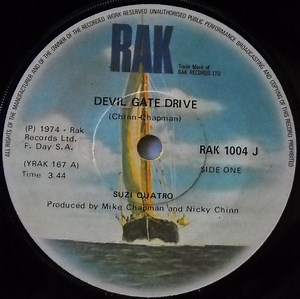 ALL RIGHTS OF THE MANUFACTURER AND OF THE OWNER OF THE RECORDED WORK RESERVED UNAUTHORISED PUBLIC PERFORMANCE BROADCASTING AND COPYING OF THIS RECORD PROHIBITED
RAK
Trade Mark of
RAK RECORDS LTD
DEVIL GATE DRIVE
(Chinn-Chapman)
(P) 1974 - Rak
Records Ltd.
F. Day S.A.
RAK 1004 J
(YRAK 167 A)
SIDE ONE
Time 3.44
SUZI QUATRO
Produced by Mike Chapman and Nicky Chinn